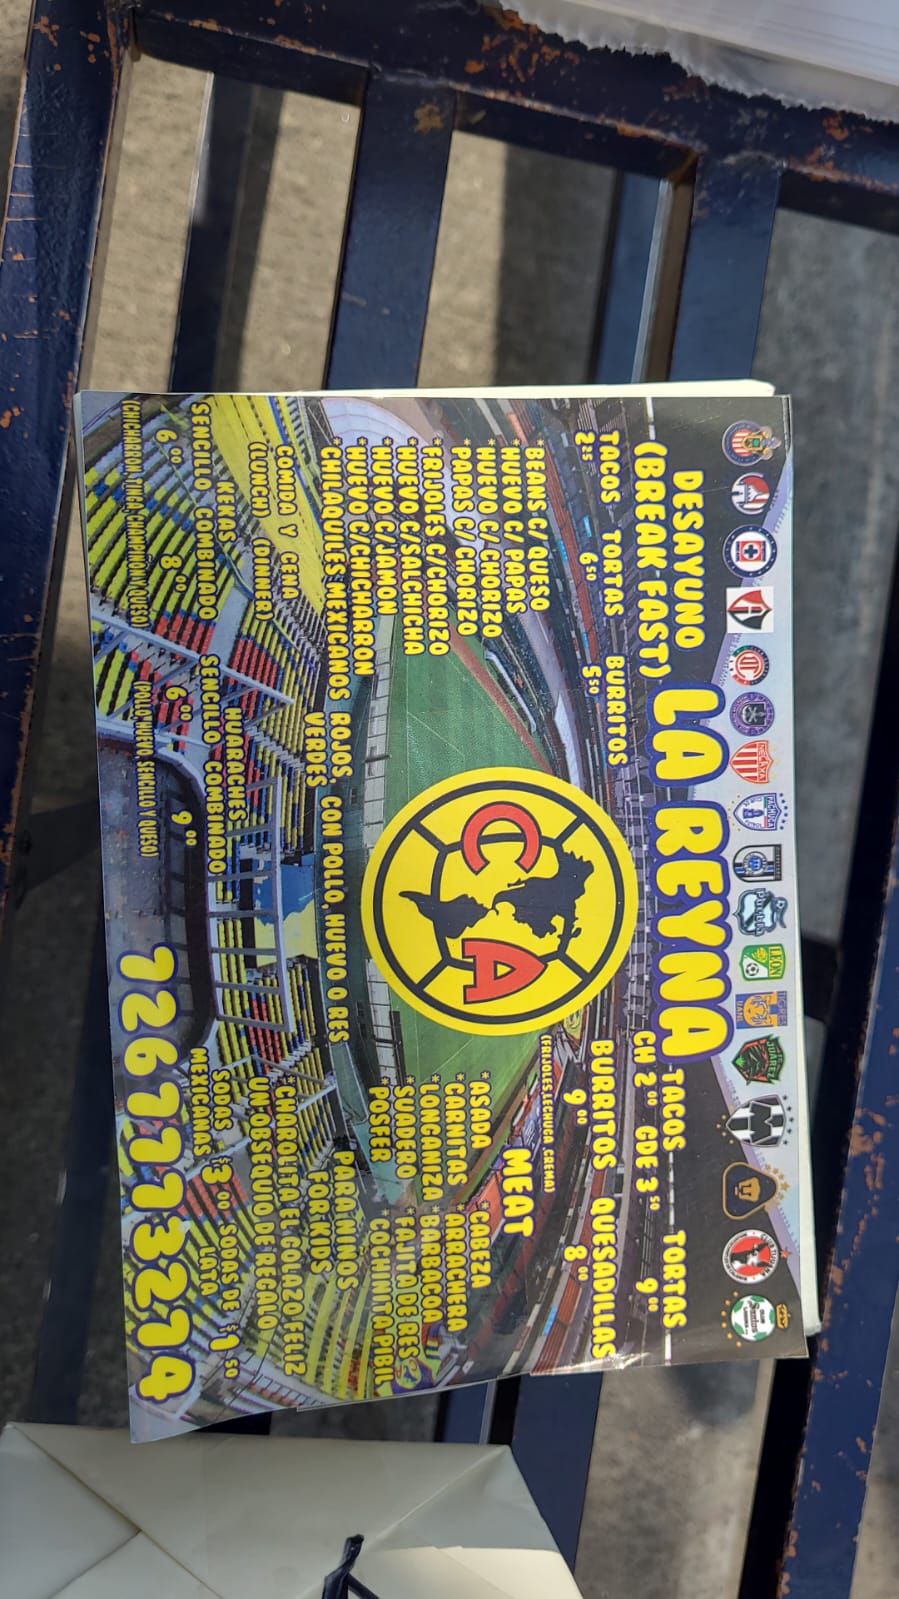 LA REYNA
DESAYUNO
(BREAK FAST)
TACOS TORTAS BURRITOS
2.25 6.50 5.50
*BEANS C/ QUESO
*HUEVO C/ PAPAS
*HUEVO C/ CHORIZO
*PAPAS C/ CHORIZO
FRJOLES C/CHORIZO
*HUEVO C/SALCHICHA
*HUEVO C/JAMON
*HUEVO C/CHICHARRON
*CHILAQUILES MEXICANOS ROJOS, CON POLLO, HUEVO O RES
VERDES
COMIDA Y CENA
(LUNCH) (DINNER)
KEKAS
SENCILLO COMBINADO
6.00 8.00
(CHICHARRON, TINGA, CHAMPIÑON Y QUESO)
HUARACHES
SENCILLO COMBINADO
6.00 9.00
(POLLO, HUEVO, SENCILLO Y QUESO)
CA
TACOS TORTAS
CH 2.00 GDE 3.50 9.00
BURRITOS QUESADILLAS
9.00 8.00
(FRIJOLES, LECHUGA, CREMA)
MEAT
*ASADA
*CARNITAS
*LONGANIZA
*SUADERO
*POSTER
*CABEZA
*ARRACHERA
*BARBACOA
*FAJITA DE RES
*COCHINITA PIBIL
PARA NIÑOS
FOR KIDS
*CHAROLITA EL COLAZO FELIZ
UN OBSEQUIO DE REGALO
SODAS
MEXICANAS $3.00
SODAS DE $1.50
LATA
7267773274